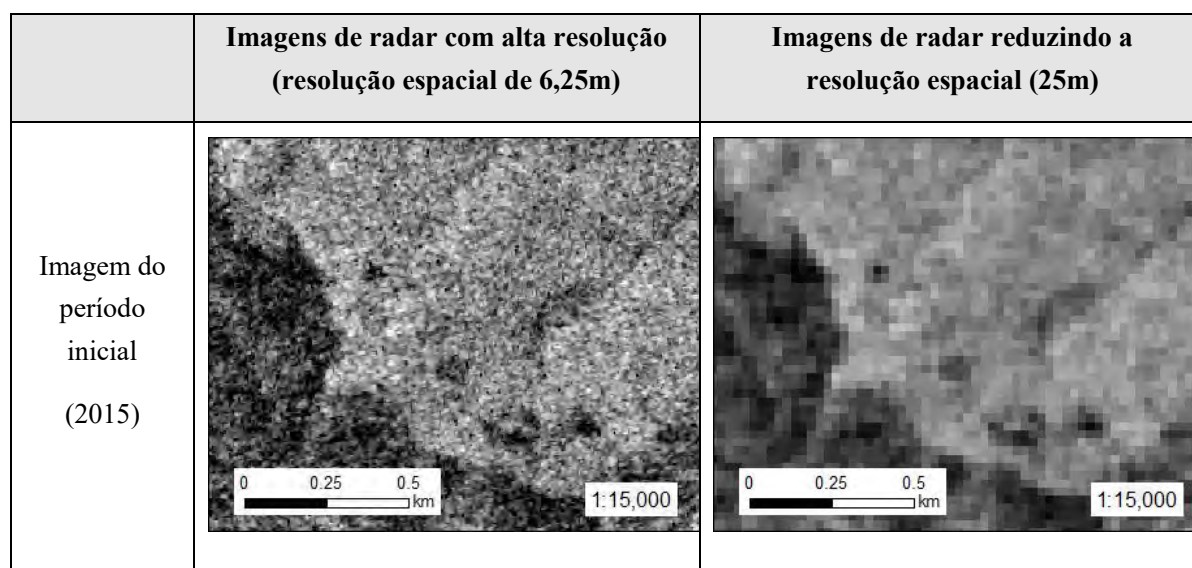 Imagens de radar com alta resolução
(resolução espacial de 6,25m)
Imagens de radar reduzindo a
resolução espacial (25m)
Imagem do
período
inicial
(2015)
0 0.25 0.5
km
1:15,000
0 0.25 0.5
km
1:15,000